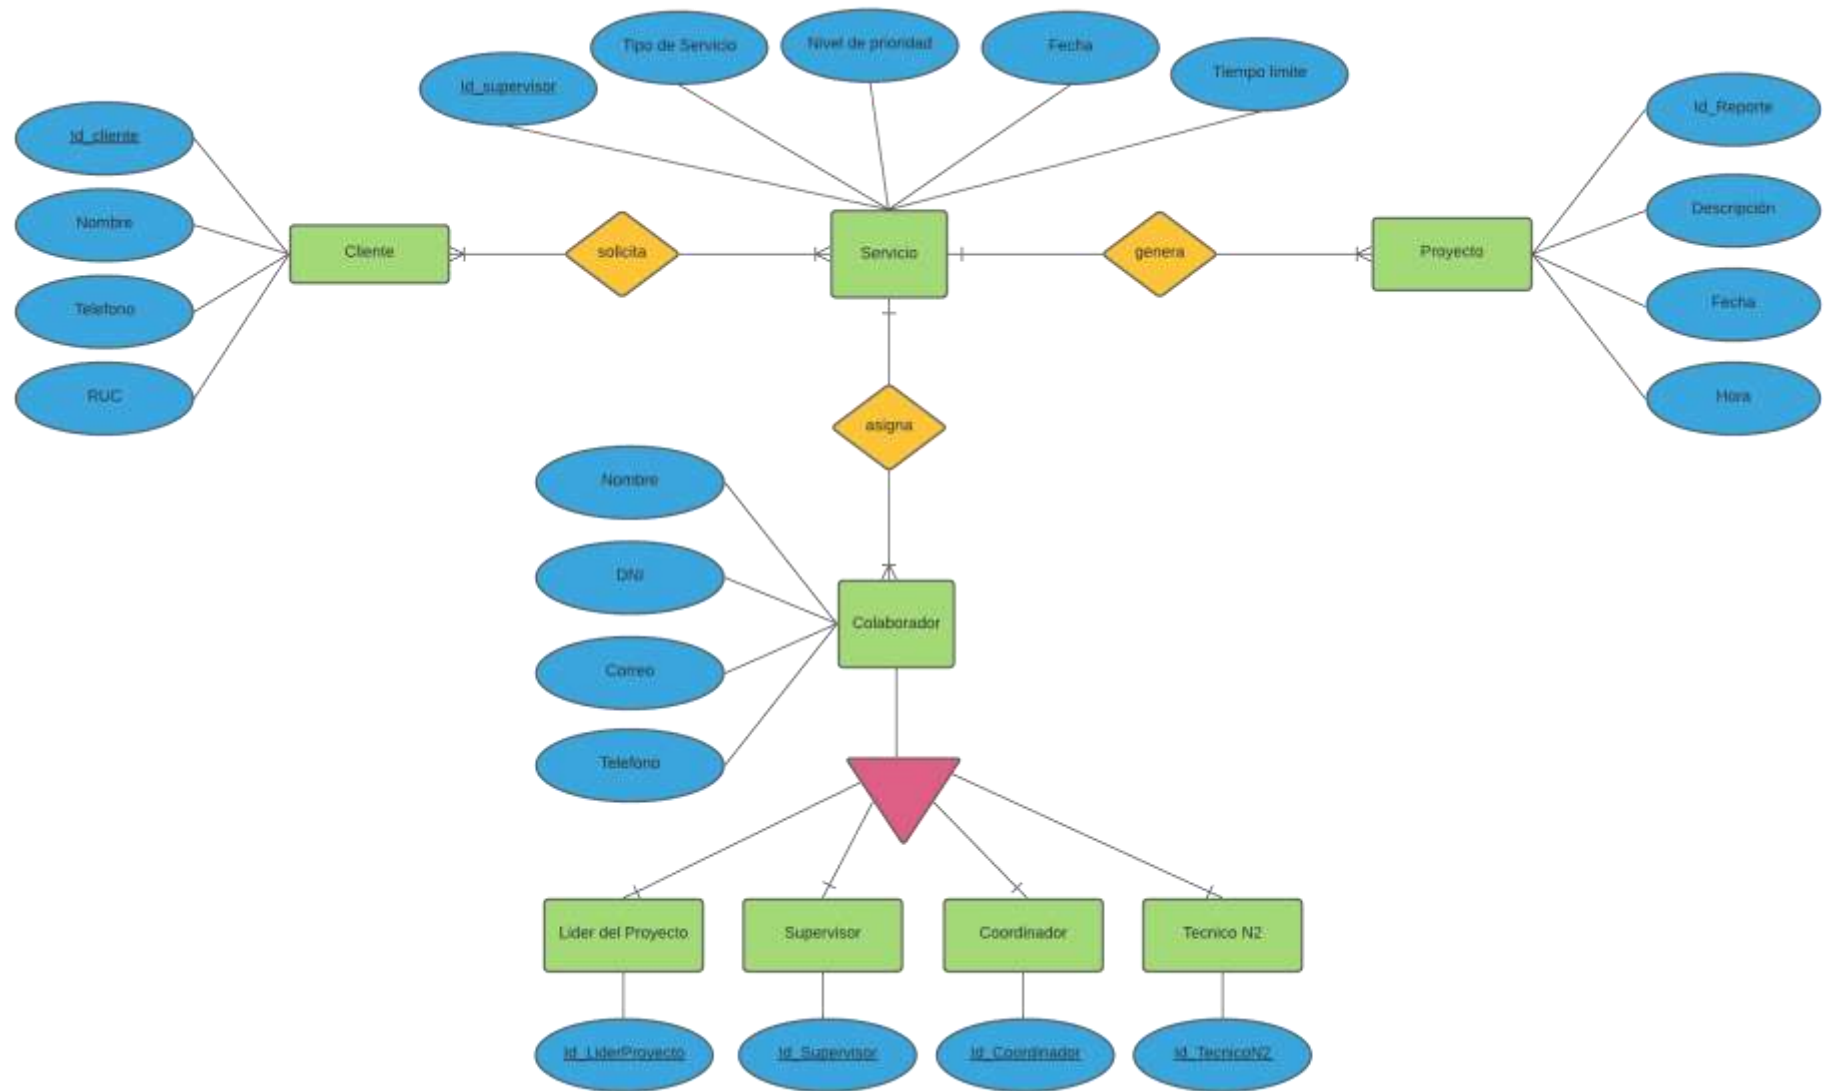 Tipo de Servicio
Nivel de prioridad
Fecha
Tiempo limite
Id_supervisor
Id_cliente
Nombre
Telefono
RUC
Cliente
solicita
Servicio
genera
Proyecto
Id_Reporte
Descripción
Fecha
Hora
asigna
Nombre
DNI
Correo
Telefono
Colaborador
Lider del Proyecto
Supervisor
Coordinador
Tecnico N2
Id_LiderProyecto
Id_Supervisor
Id_Coordinador
Id_TecnicoN2